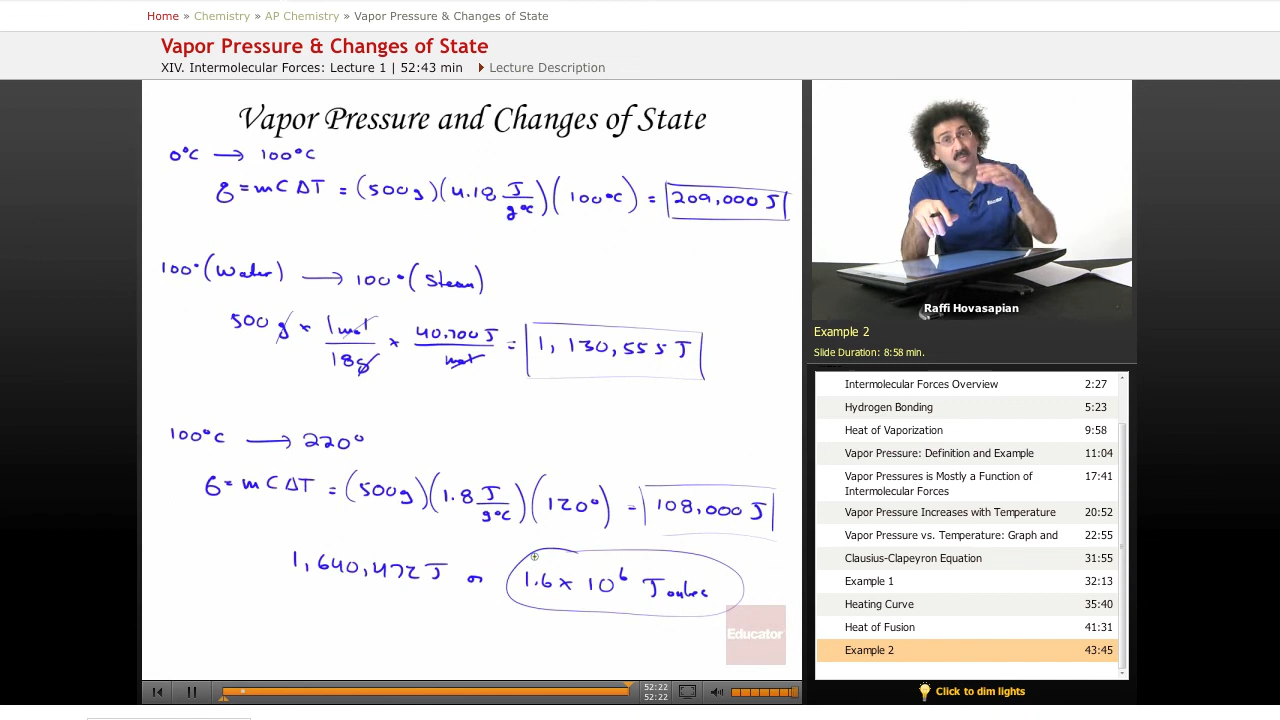 Home » Chemistry » AP Chemistry » Vapor Pressure & Changes of State
Vapor Pressure & Changes of State
XIV. Intermolecular Forces: Lecture 1 | 52:43 min Lecture Description
Vapor Pressure and Changes of State
0°C → 100°C
q = mCΔT = (500g)(4.18 J/g°C)(100°C) = 209,000 J
100°(Water) → 100°(Steam)
500 g × 1 mol/18g × 40,700 J/mol = 1,130,555 J
100°C → 220°
q = mCΔT = (500g)(1.8 J/g°C)(120°) = 108,000 J
1,640,472 J or 1.6 × 10⁶ Joules
Educator
Raffi Hovasapian
Example 2
Slide Duration: 8:58 min.
Intermolecular Forces Overview 2:27
Hydrogen Bonding 5:23
Heat of Vaporization 9:58
Vapor Pressure: Definition and Example 11:04
Vapor Pressures is Mostly a Function of 17:41
Intermolecular Forces
Vapor Pressure Increases with Temperature 20:52
Vapor Pressure vs. Temperature: Graph and 22:55
Clausius-Clapeyron Equation 31:55
Example 1 32:13
Heating Curve 35:40
Heat of Fusion 41:31
Example 2 43:45
52:22
52:22
Click to dim lights